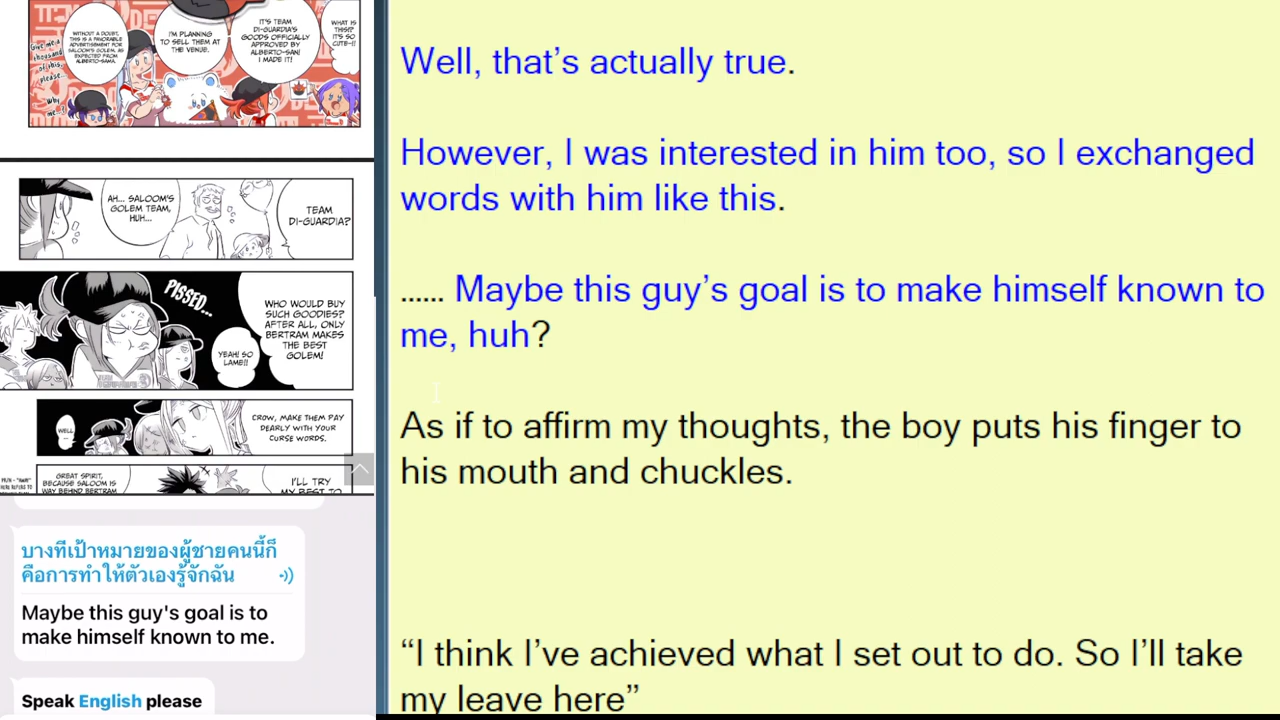 WITHOUT A DOUBT,
THIS IS A FAVORABLE
ADVERTISEMENT FOR
SALOOM'S GOLEM, AS
EXPECTED FROM
ALBERTO-SAMA.
I'M PLANNING
TO SELL THEM AT
THE VENUE.
IT'S TEAM
DI-GUARDIA'S
GOODS OFFICIALLY
APPROVED BY
ALBERTO-SAN!
I MADE IT!
WHAT IS
THIS!?
IT'S SO
CUTE~!!
Give me a
thousand
of this,
please...
Why
me...?
AH... SALOOM'S
GOLEM TEAM,
HUH...
TEAM
DI-GUARDIA?
PISSED...
WHO WOULD BUY
SUCH GOODIES?
AFTER ALL, ONLY
BERTRAM MAKES
THE BEST
GOLEM!
YEAH! SO
LAME!!
WELL
CROW, MAKE THEM PAY
DEARLY WITH YOUR
CURSE WORDS.
GREAT SPIRIT,
BECAUSE SALOOM IS
WAY BEHIND BERTRAM
I'LL TRY
MY BEST TO
บางทีเป้าหมายของผู้ชายคนนี้ก็
คือการทำให้ตัวเองรู้จักฉัน
Maybe this guy's goal is to
make himself known to me.
Speak English please
Well, that’s actually true.
However, I was interested in him too, so I exchanged
words with him like this.
...... Maybe this guy’s goal is to make himself known to
me, huh?
As if to affirm my thoughts, the boy puts his finger to
his mouth and chuckles.
“I think I’ve achieved what I set out to do. So I’ll take
my leave here”